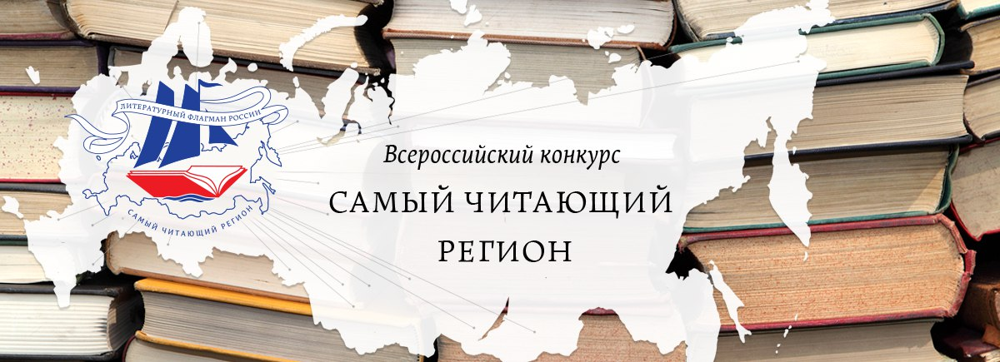 ЛИТЕРАТУРНЫЙ ФЛАГМАН РОССИИ
САМЫЙ ЧИТАЮЩИЙ РЕГИОН
Всероссийский конкурс
САМЫЙ ЧИТАЮЩИЙ
РЕГИОН